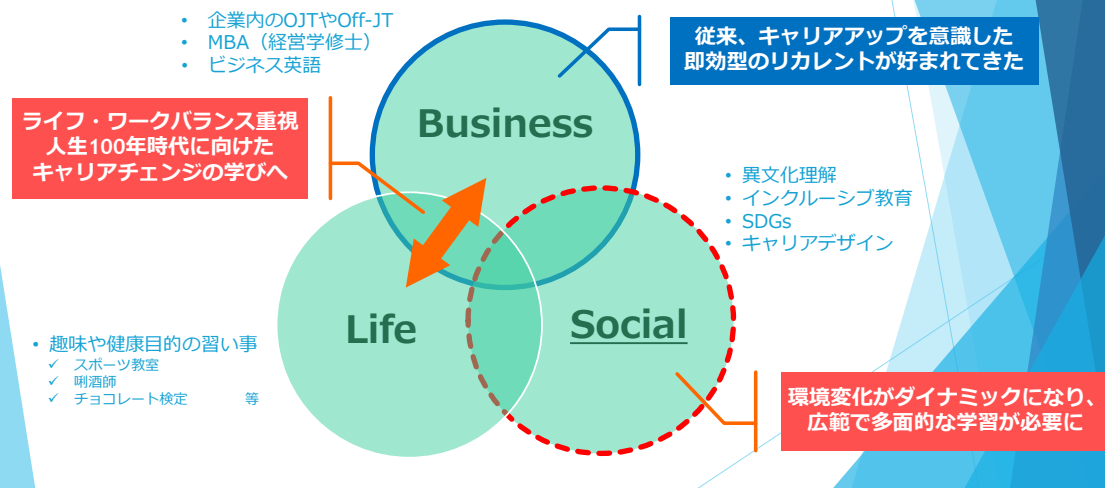 • 企業内のOJTやOff-JT
• MBA（経営学修士）
• ビジネス英語
従来、キャリアアップを意識した
即効型のリカレントが好まれてきた
ライフ・ワークバランス重視
人生100年時代に向けた
キャリアチェンジの学びへ
Business
• 異文化理解
• インクルーシブ教育
• SDGs
• キャリアデザイン
Life
Social
• 趣味や健康目的の習い事
✓ スポーツ教室
✓ 唎酒師
✓ チョコレート検定 等
環境変化がダイナミックになり、
広範で多面的な学習が必要に